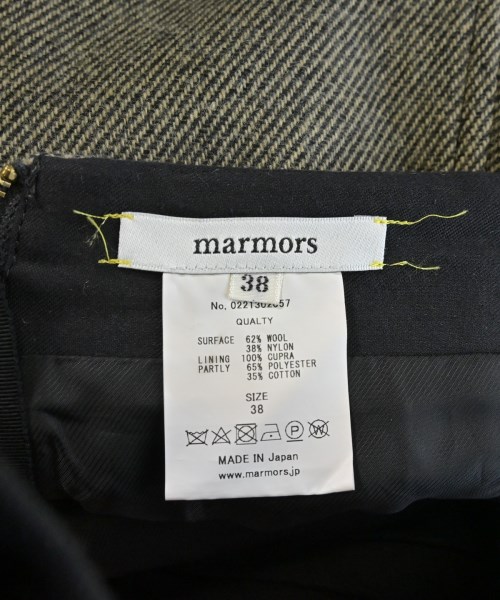 marmors
38
No. 0221302057
QUALTY
SURFACE 62% WOOL
38% NYLON
LINING 100% CUPRA
PARTLY 65% POLYESTER
35% COTTON
SIZE
38
MADE IN Japan
www.marmors.jp